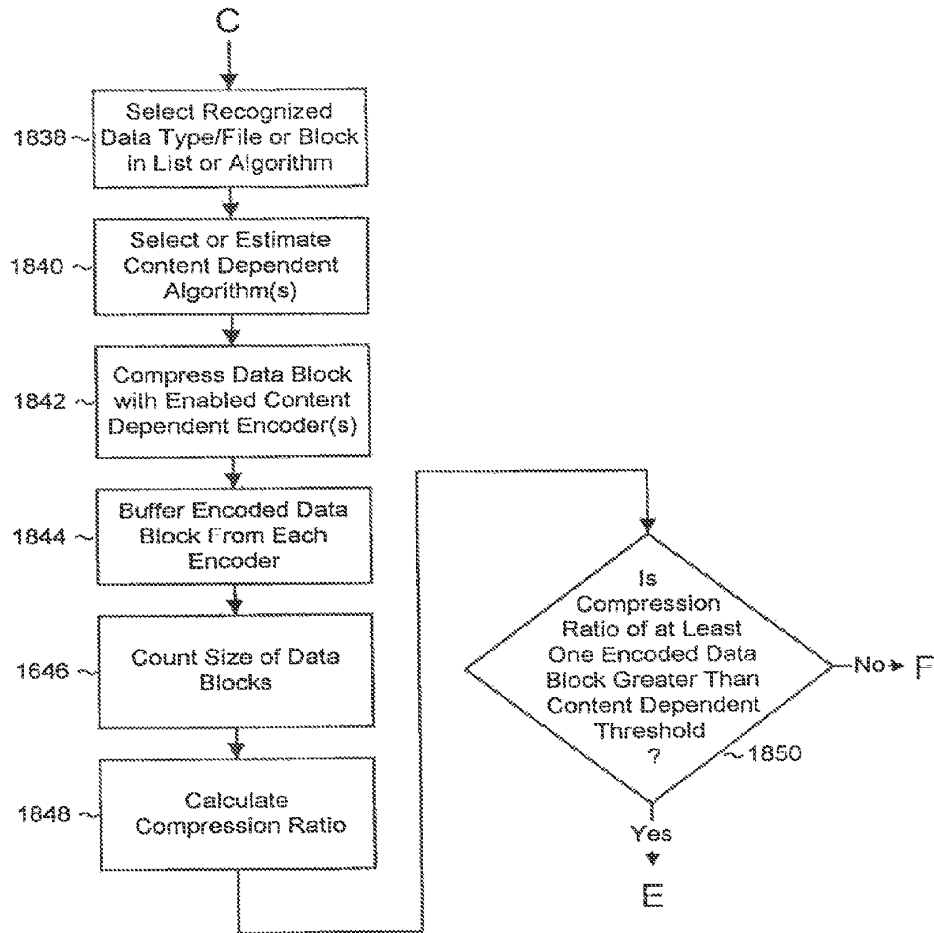 C
1838
Select Recognized
Data Type/File or Block
in List or Algorithm
1840
Select or Estimate
Content Dependent
Algorithm(s)
1842
Compress Data Block
with Enabled Content
Dependent Encoder(s)
1844
Buffer Encoded Data
Block From Each
Encoder
1646
Count Size of Data
Blocks
1848
Calculate
Compression Ratio
Is
Compression
Ratio of at Least
One Encoded Data
Block Greater Than
Content Dependent
Threshold
?
1850
No
F
Yes
E